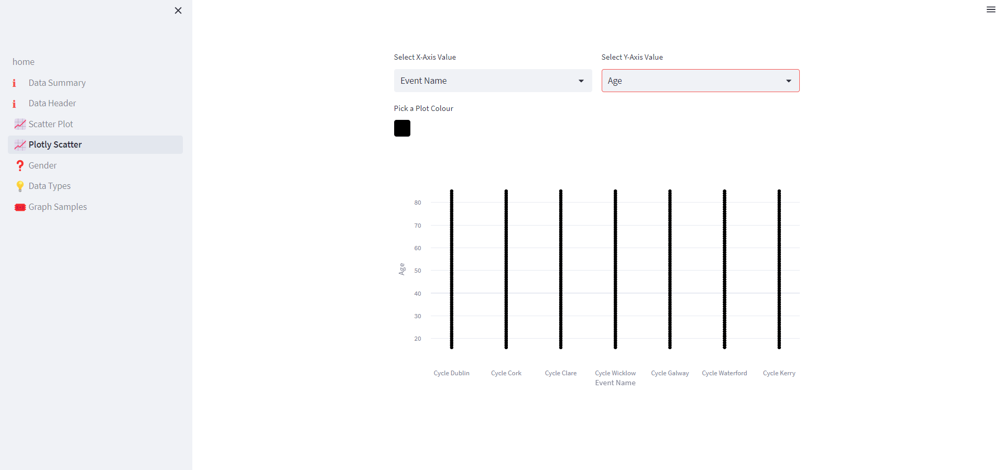 home
Data Summary
Data Header
Scatter Plot
Plotly Scatter
Gender
Data Types
Graph Samples
Select X-Axis Value
Select Y-Axis Value
Event Name
Age
Pick a Plot Colour
80
70
60
50
40
30
20
Age
Cycle Dublin
Cycle Cork
Cycle Clare
Cycle Wicklow
Cycle Galway
Cycle Waterford
Cycle Kerry
Event Name